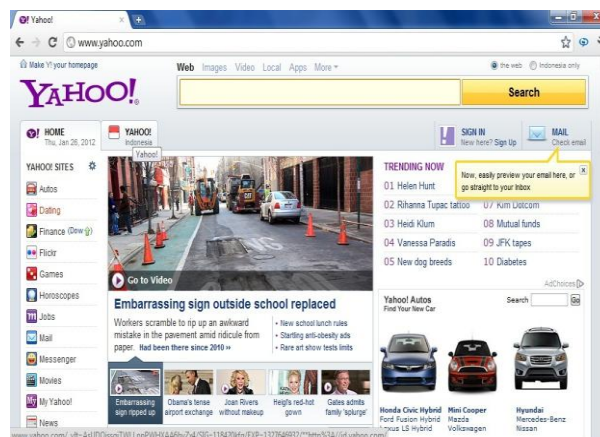 Yahoo!
www.yahoo.com
Make Y! your homepage
Web Images Video Local Apps More
the web Indonesia only
YAHOO!
Search
HOME
Thu, Jan 26, 2012
YAHOO!
Indonesia
Yahoo!
SIGN IN
New here? Sign Up
MAIL
Check email
Now, easily preview your email here, or
go straight to your Inbox
YAHOO! SITES
Autos
Dating
Finance (Dow)
Flickr
Games
Horoscopes
Jobs
Mail
Messenger
Movies
My Yahoo!
News
Go to Video
Embarrassing sign outside school replaced
Workers scramble to rip up an awkward
mistake in the pavement amid ridicule from
paper. Had been there since 2010 »
• New school lunch rules
• Startling anti-obesity ads
• Rare art show tests limits
Embarrassing
sign ripped up
Obama's tense
airport exchange
Joan Rivers
without makeup
Heigl's red-hot
gown
Gates admits
family 'splurge'
TRENDING NOW
01 Helen Hunt
02 Rihanna Tupac tattoo
03 Heidi Klum
04 Vanessa Paradis
05 New dog breeds
07 Kim Dotcom
08 Mutual funds
09 JFK tapes
10 Diabetes
AdChoices
Yahoo! Autos
Find Your New Car
Search
Go
Honda Civic Hybrid
Ford Fusion Hybrid
Lexus LS Hybrid
Mini Cooper
Mazda
Volkswagen
Hyundai
Mercedes-Benz
Nissan